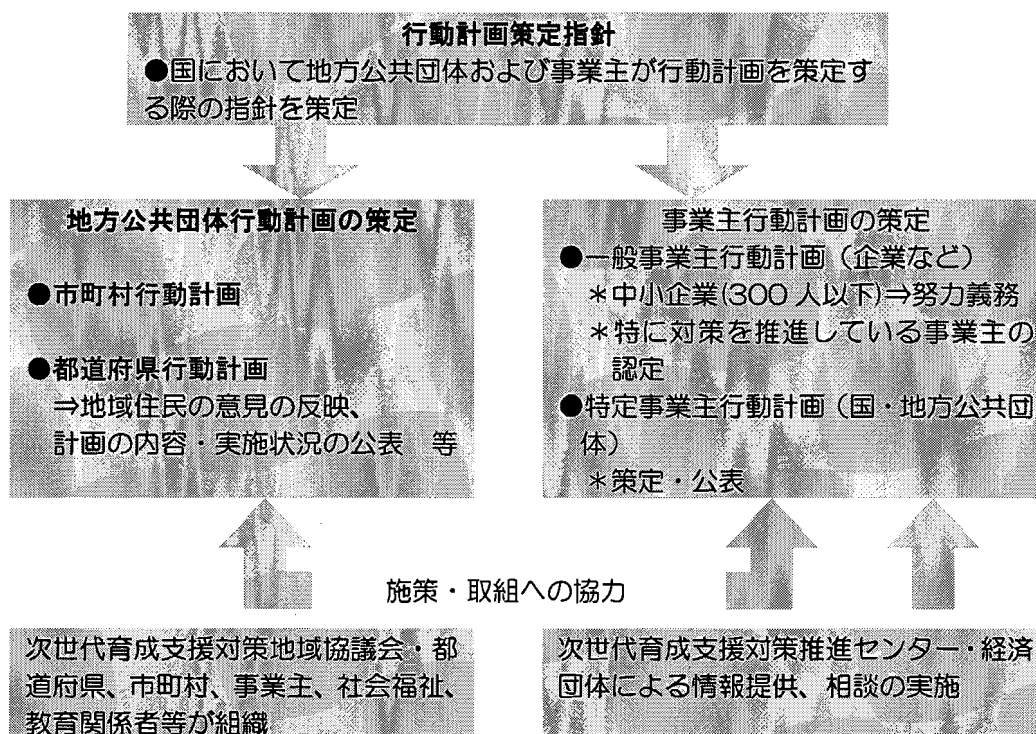 行動計画策定指針
●国において地方公共団体および事業主が行動計画を策定す
る際の指針を策定
地方公共団体行動計画の策定
●市町村行動計画
●都道府県行動計画
⇒地域住民の意見の反映、
計画の内容・実施状況の公表　等
事業主行動計画の策定
●一般事業主行動計画（企業など）
＊中小企業(300 人以下)⇒努力義務
＊特に対策を推進している事業主の
認定
●特定事業主行動計画（国・地方公共団
体）
＊策定・公表
施策・取組への協力
次世代育成支援対策地域協議会・都
道府県、市町村、事業主、社会福祉、
教育関係者等が組織
次世代育成支援対策推進センター・経済
団体による情報提供、相談の実施